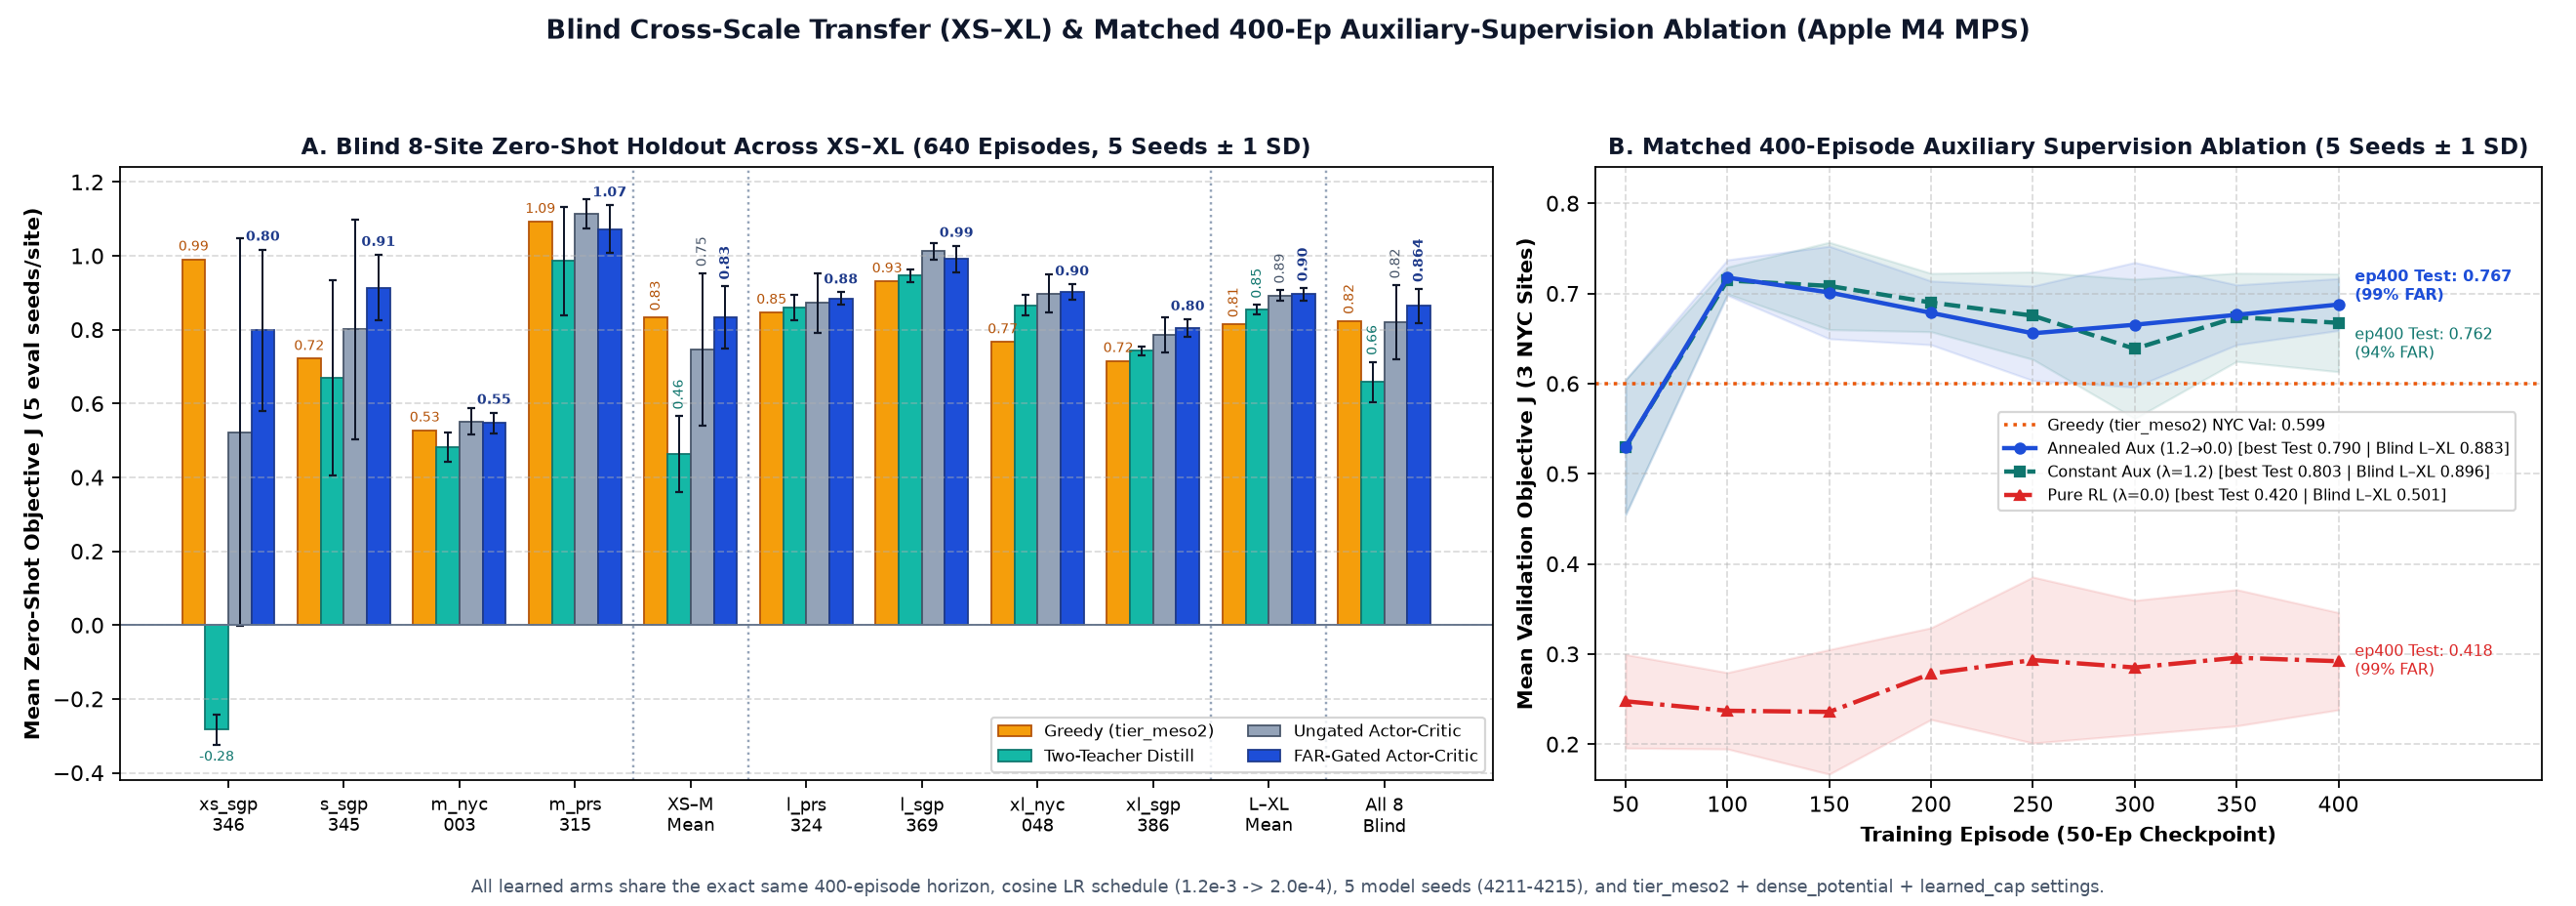 Blind Cross-Scale Transfer (XS–XL) & Matched 400-Ep Auxiliary-Supervision Ablation (Apple M4 MPS)
A. Blind 8-Site Zero-Shot Holdout Across XS–XL (640 Episodes, 5 Seeds ± 1 SD)
Mean Zero-Shot Objective J (5 eval seeds/site)
1.2
1.0
0.8
0.6
0.4
0.2
0.0
−0.2
−0.4
0.99
-0.28
0.80
0.72
0.91
0.53
0.55
1.09
1.07
0.83
0.46
0.75
0.83
0.85
0.88
0.93
0.99
0.77
0.90
0.72
0.80
0.81
0.85
0.89
0.90
0.82
0.66
0.82
0.864
Greedy (tier_meso2)
Two-Teacher Distill
Ungated Actor-Critic
FAR-Gated Actor-Critic
xs_sgp
346
s_sgp
345
m_nyc
003
m_prs
315
XS–M
Mean
l_prs
324
l_sgp
369
xl_nyc
048
xl_sgp
386
L–XL
Mean
All 8
Blind
B. Matched 400-Episode Auxiliary Supervision Ablation (5 Seeds ± 1 SD)
Mean Validation Objective J (3 NYC Sites)
0.8
0.7
0.6
0.5
0.4
0.3
0.2
ep400 Test: 0.767
(99% FAR)
ep400 Test: 0.762
(94% FAR)
Greedy (tier_meso2) NYC Val: 0.599
Annealed Aux (1.2→0.0) [best Test 0.790 | Blind L–XL 0.883]
Constant Aux (λ=1.2) [best Test 0.803 | Blind L–XL 0.896]
Pure RL (λ=0.0) [best Test 0.420 | Blind L–XL 0.501]
ep400 Test: 0.418
(99% FAR)
50
100
150
200
250
300
350
400
Training Episode (50-Ep Checkpoint)
All learned arms share the exact same 400-episode horizon, cosine LR schedule (1.2e-3 -> 2.0e-4), 5 model seeds (4211-4215), and tier_meso2 + dense_potential + learned_cap settings.